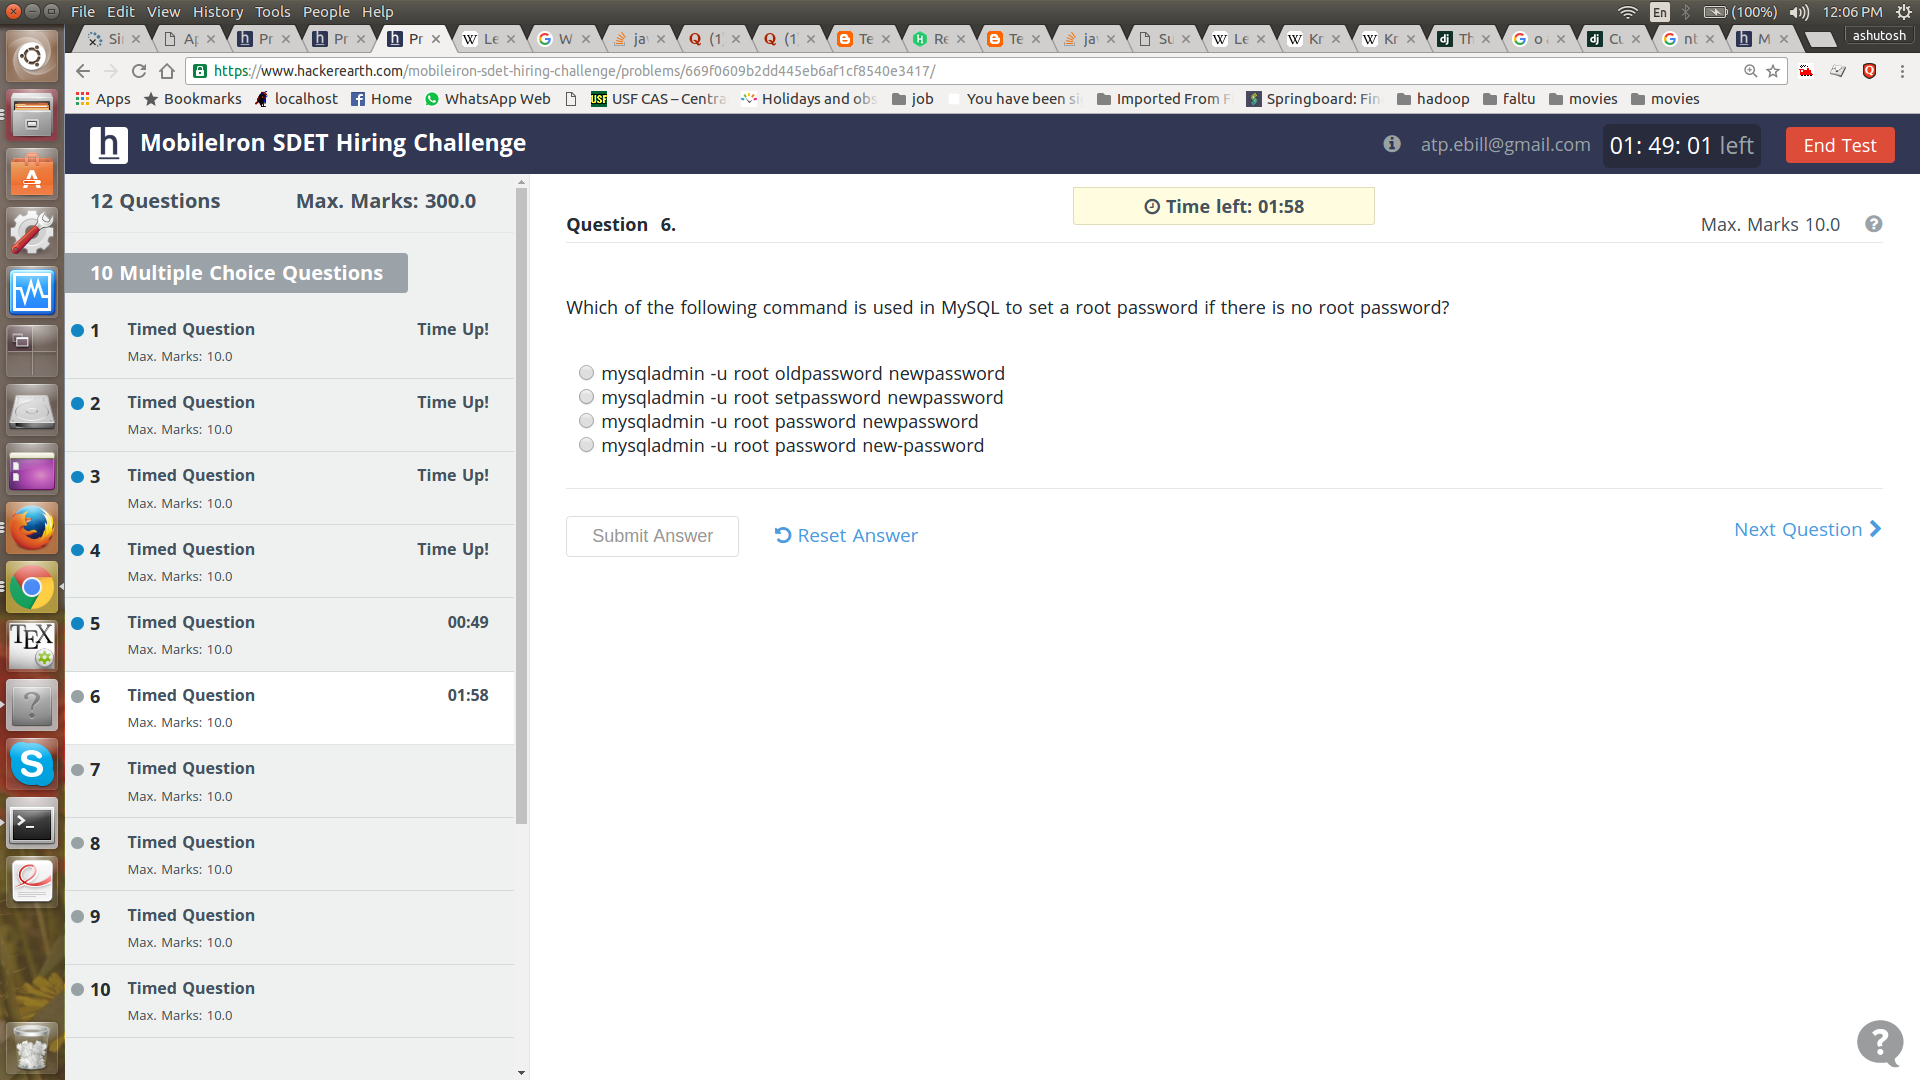 File Edit View History Tools People Help
En (100%) 12:06 PM
Si Ap Pr Pr Pr Le W jav Q (1 (1 Te Re Te jav Su Le Kr Kr Th o a Cu nt M ashutosh
https://www.hackerearth.com/mobileiron-sdet-hiring-challenge/problems/669f0609b2dd445eb6af1cf8540e3417/
Apps Bookmarks localhost Home WhatsApp Web USF CAS – Centra Holidays and obs job You have been si Imported From F Springboard: Fin hadoop faltu movies movies
h MobileIron SDET Hiring Challenge
atp.ebill@gmail.com 01: 49: 01 left End Test
12 Questions Max. Marks: 300.0
10 Multiple Choice Questions
1 Timed Question Time Up!
Max. Marks: 10.0
2 Timed Question Time Up!
Max. Marks: 10.0
3 Timed Question Time Up!
Max. Marks: 10.0
4 Timed Question Time Up!
Max. Marks: 10.0
5 Timed Question 00:49
Max. Marks: 10.0
6 Timed Question 01:58
Max. Marks: 10.0
7 Timed Question
Max. Marks: 10.0
8 Timed Question
Max. Marks: 10.0
9 Timed Question
Max. Marks: 10.0
10 Timed Question
Max. Marks: 10.0
Time left: 01:58
Question 6. Max. Marks 10.0
Which of the following command is used in MySQL to set a root password if there is no root password?
mysqladmin -u root oldpassword newpassword
mysqladmin -u root setpassword newpassword
mysqladmin -u root password newpassword
mysqladmin -u root password new-password
Submit Answer Reset Answer
Next Question
TEX